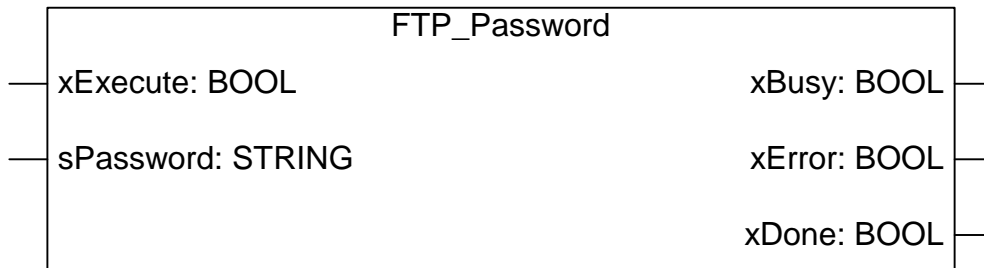 FTP_Password
xExecute: BOOL xBusy: BOOL
sPassword: STRING xError: BOOL
xDone: BOOL